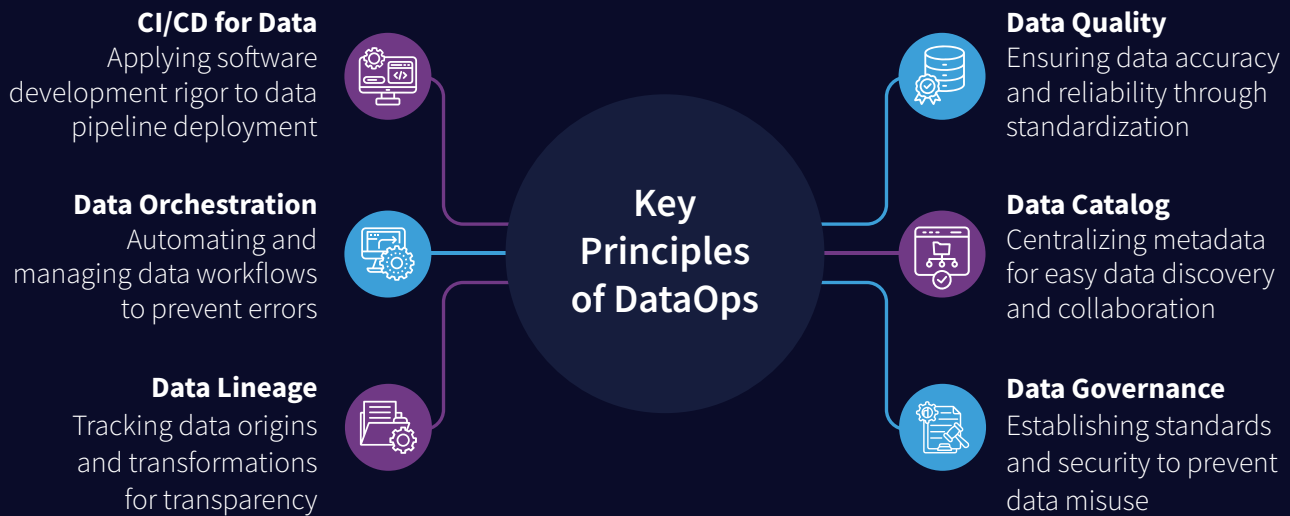 CI/CD for Data
Applying software
development rigor to data
pipeline deployment
Data Orchestration
Automating and
managing data workflows
to prevent errors
Data Lineage
Tracking data origins
and transformations
for transparency
Key
Principles
of DataOps
Data Quality
Ensuring data accuracy
and reliability through
standardization
Data Catalog
Centralizing metadata
for easy data discovery
and collaboration
Data Governance
Establishing standards
and security to prevent
data misuse